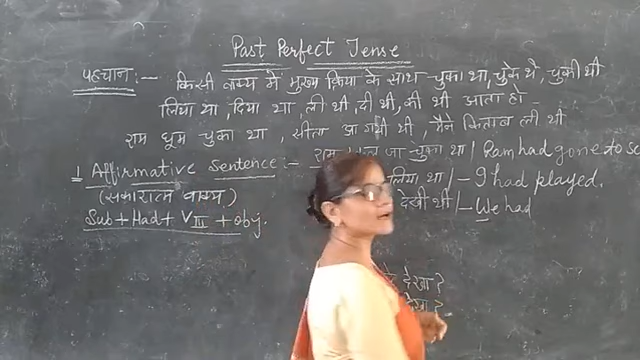 Past Perfect Tense
पहचान :- किसी वाक्य में मुख्य क्रिया के साथ चुका था, चुके थे, चुकी थी
लिया था, दिया था, ली थी, दी थी, की थी आता हो
राम घूम चुका था, सीता आ गयी थी, मैने किताब ली थी
1 Affirmative Sentence :- राम जा चुका था / Ram had gone to sc
(सकारात्म वाक्य) लिया था / - I had played.
Sub + Had + VIII + obj. देखी थी / - We had
देखा ?
?